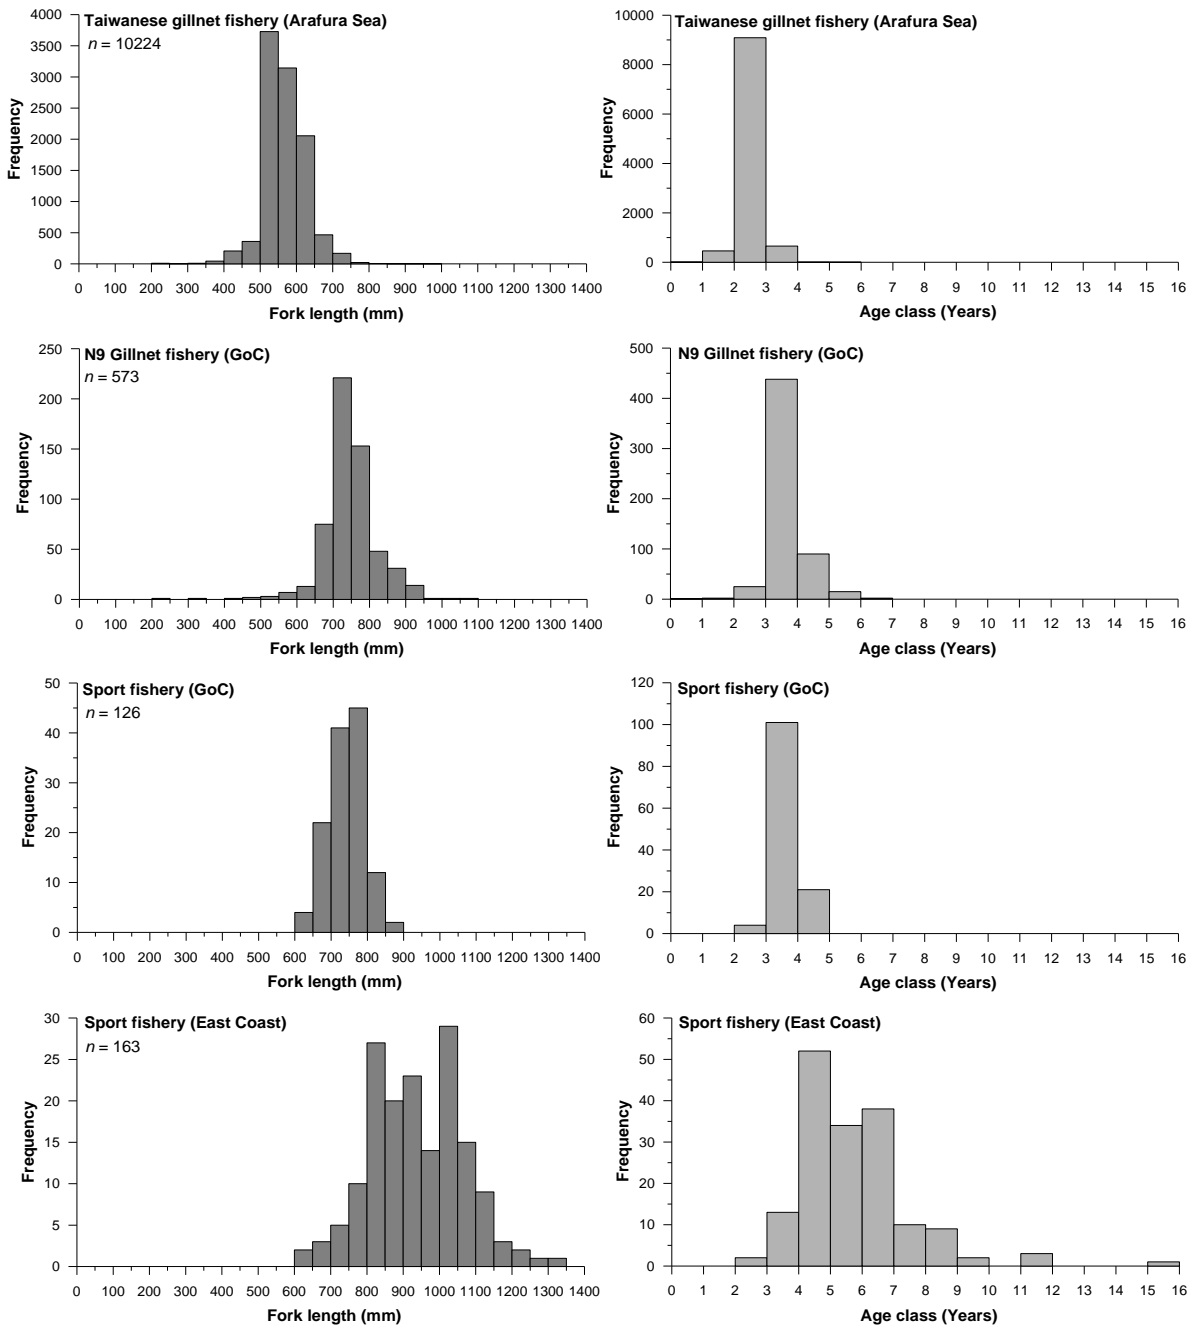 Taiwanese gillnet fishery (Arafura Sea)
n = 10224
4000
3500
3000
2500
2000
1500
1000
500
0
Frequency
0 100 200 300 400 500 600 700 800 900 1000 1100 1200 1300 1400
Fork length (mm)
Taiwanese gillnet fishery (Arafura Sea)
10000
8000
6000
4000
2000
0
Frequency
0 1 2 3 4 5 6 7 8 9 10 11 12 13 14 15 16
Age class (Years)
N9 Gillnet fishery (GoC)
n = 573
250
200
150
100
50
0
Frequency
0 100 200 300 400 500 600 700 800 900 1000 1100 1200 1300 1400
Fork length (mm)
N9 Gillnet fishery (GoC)
500
400
300
200
100
0
Frequency
0 1 2 3 4 5 6 7 8 9 10 11 12 13 14 15 16
Age class (Years)
Sport fishery (GoC)
n = 126
50
40
30
20
10
0
Frequency
0 100 200 300 400 500 600 700 800 900 1000 1100 1200 1300 1400
Fork length (mm)
Sport fishery (GoC)
120
100
80
60
40
20
0
Frequency
0 1 2 3 4 5 6 7 8 9 10 11 12 13 14 15 16
Age class (Years)
Sport fishery (East Coast)
n = 163
30
25
20
15
10
5
0
Frequency
0 100 200 300 400 500 600 700 800 900 1000 1100 1200 1300 1400
Fork length (mm)
Sport fishery (East Coast)
60
50
40
30
20
10
0
Frequency
0 1 2 3 4 5 6 7 8 9 10 11 12 13 14 15 16
Age class (Years)